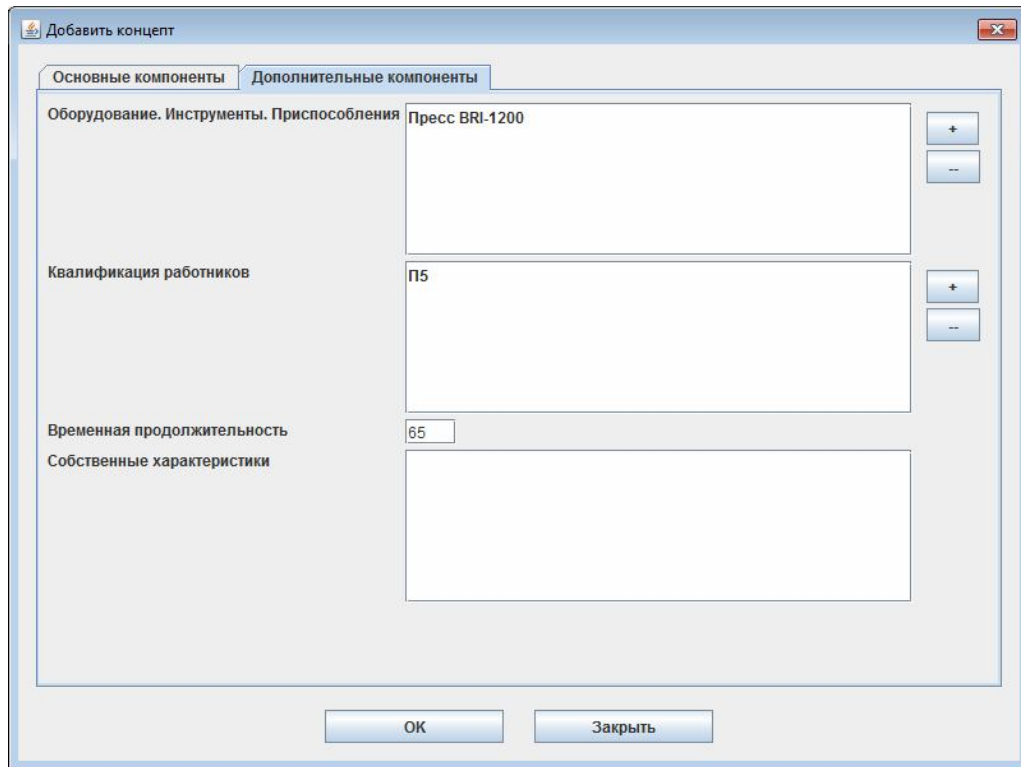 Добавить концепт
Основные компоненты Дополнительные компоненты
Оборудование. Инструменты. Приспособления Пресс BRI-1200
+
--
Квалификация работников П5
+
--
Временная продолжительность 65
Собственные характеристики
OK Закрыть